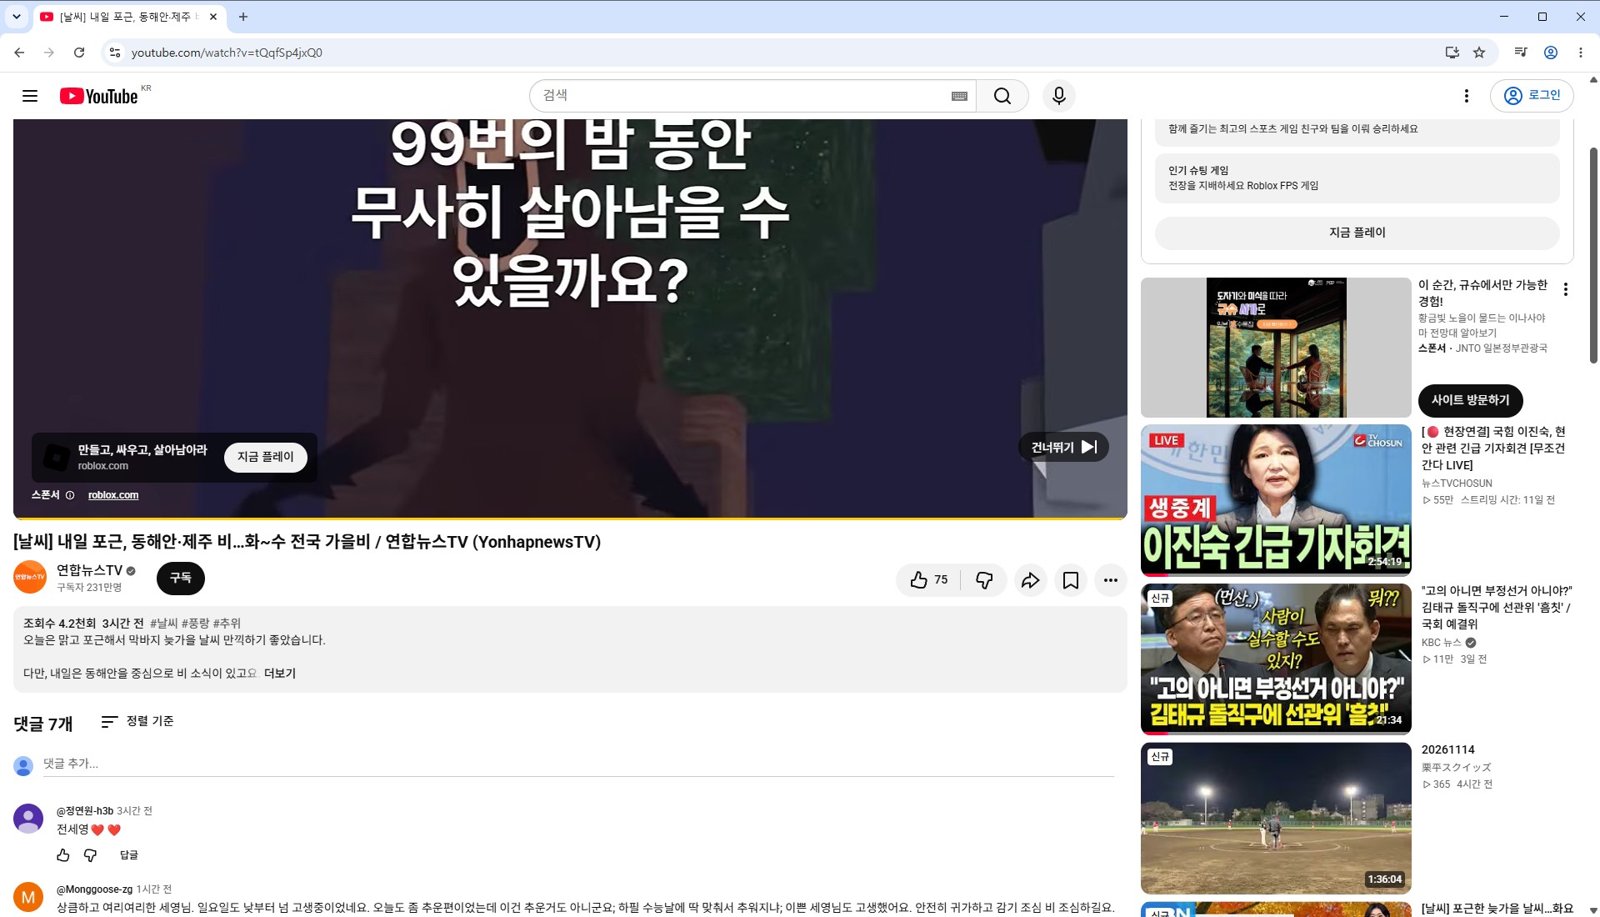 [날씨] 내일 포근, 동해안·제주 비
youtube.com/watch?v=tQqfSp4jxQ0
YouTube KR
검색
로그인
99번의 밤 동안
무사히 살아남을 수
있을까요?
만들고, 싸우고, 살아남아라
roblox.com
지금 플레이
건너뛰기
스폰서
roblox.com
[날씨] 내일 포근, 동해안·제주 비…화~수 전국 가을비 / 연합뉴스TV (YonhapnewsTV)
연합뉴스TV
연합뉴스TV
구독자 231만명
구독
75
조회수 4.2천회 3시간 전 #날씨 #풍랑 #추위
오늘은 맑고 포근해서 막바지 늦가을 날씨 만끽하기 좋았습니다.
다만, 내일은 동해안을 중심으로 비 소식이 있고요. 더보기
댓글 7개
정렬 기준
댓글 추가...
@정연원-h3b 3시간 전
전세영❤️ ❤️
답글
M
@Monggoose-zg 1시간 전
상큼하고 여리여리한 세영님. 일요일도 낮부터 넘 고생중이었네요. 오늘도 좀 추운편이었는데 이건 추운거도 아니군요; 하필 수능날에 딱 맞춰서 추워지냐; 이쁜 세영님도 고생했어요. 안전히 귀가하고 감기 조심 비 조심하길요.
함께 즐기는 최고의 스포츠 게임 친구와 팀을 이뤄 승리하세요
인기 슈팅 게임
전장을 지배하세요 Roblox FPS 게임
지금 플레이
도자기와 미식을 따라
규슈 사가로
이 순간, 규슈에서만 가능한
경험!
황금빛 노을이 물드는 이나사야
마 전망대 알아보기
스폰서 · JNTO 일본정부관광국
사이트 방문하기
LIVE
TV CHOSUN
생중계
이진숙 긴급 기자회견
2:54:19
[🔴 현장연결] 국힘 이진숙, 현
안 관련 긴급 기자회견 [무조건
간다 LIVE]
뉴스TVCHOSUN
55만 스트리밍 시간: 11일 전
신규
(먼산..)
사람이
실수할 수도
있지?
뭐??
"고의 아니면 부정선거 아니야?"
김태규 돌직구에 선관위 '흠칫'
21:34
"고의 아니면 부정선거 아니야?"
김태규 돌직구에 선관위 '흠칫' /
국회 예결위
KBC 뉴스
11만 3일 전
신규
1:36:04
20261114
栗平スクイッズ
365 4시간 전
신규
[날씨] 포근한 늦가을 날씨…화요